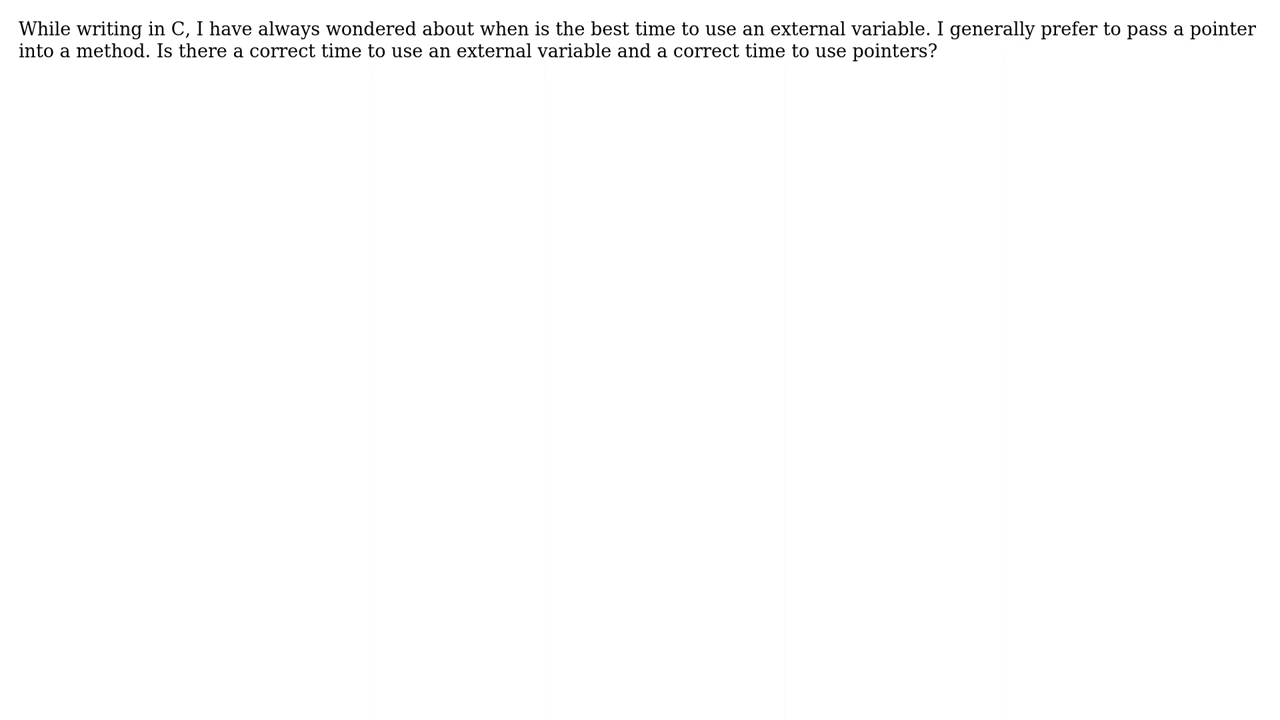 While writing in C, I have always wondered about when is the best time to use an external variable. I generally prefer to pass a pointer
into a method. Is there a correct time to use an external variable and a correct time to use pointers?